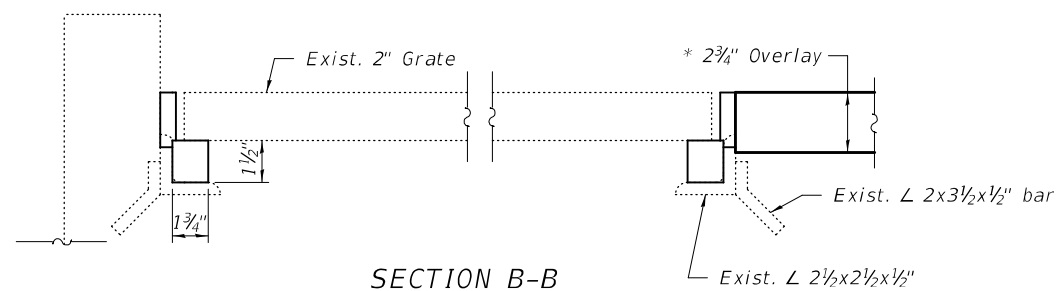 Exist. 2" Grate
* 2¾" Overlay
1½"
1¾"
Exist. ∠ 2x3½x½" bar
Exist. ∠ 2½x2½x½"
SECTION B-B